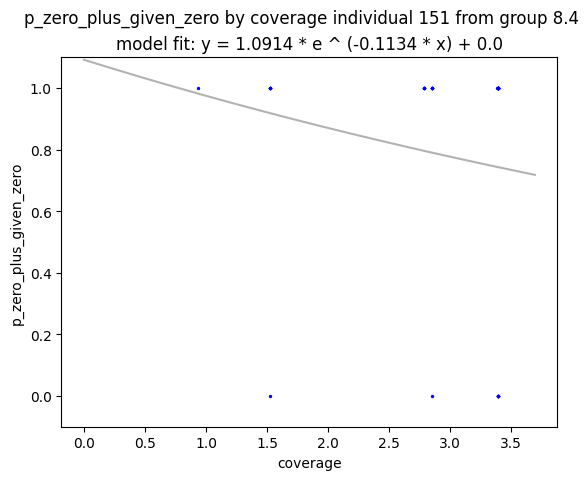 p_zero_plus_given_zero by coverage individual 151 from group 8.4
model fit: y = 1.0914 * e ^ (-0.1134 * x) + 0.0
1.0
0.8
0.6
0.4
0.2
0.0
p_zero_plus_given_zero
0.0 0.5 1.0 1.5 2.0 2.5 3.0 3.5
coverage